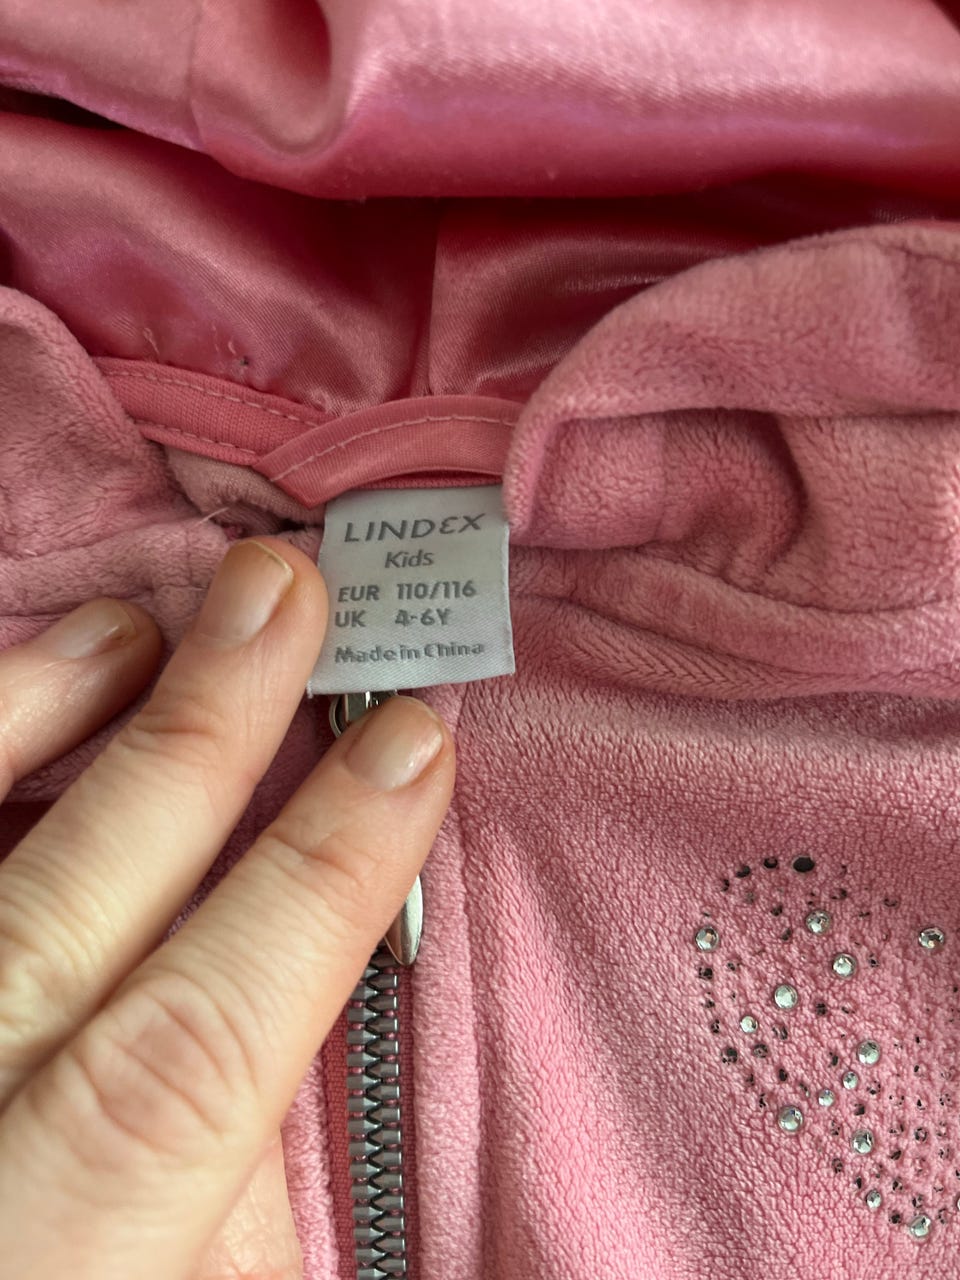 LINDEX
Kids
EUR 110/116
UK 4-6Y
Made in China